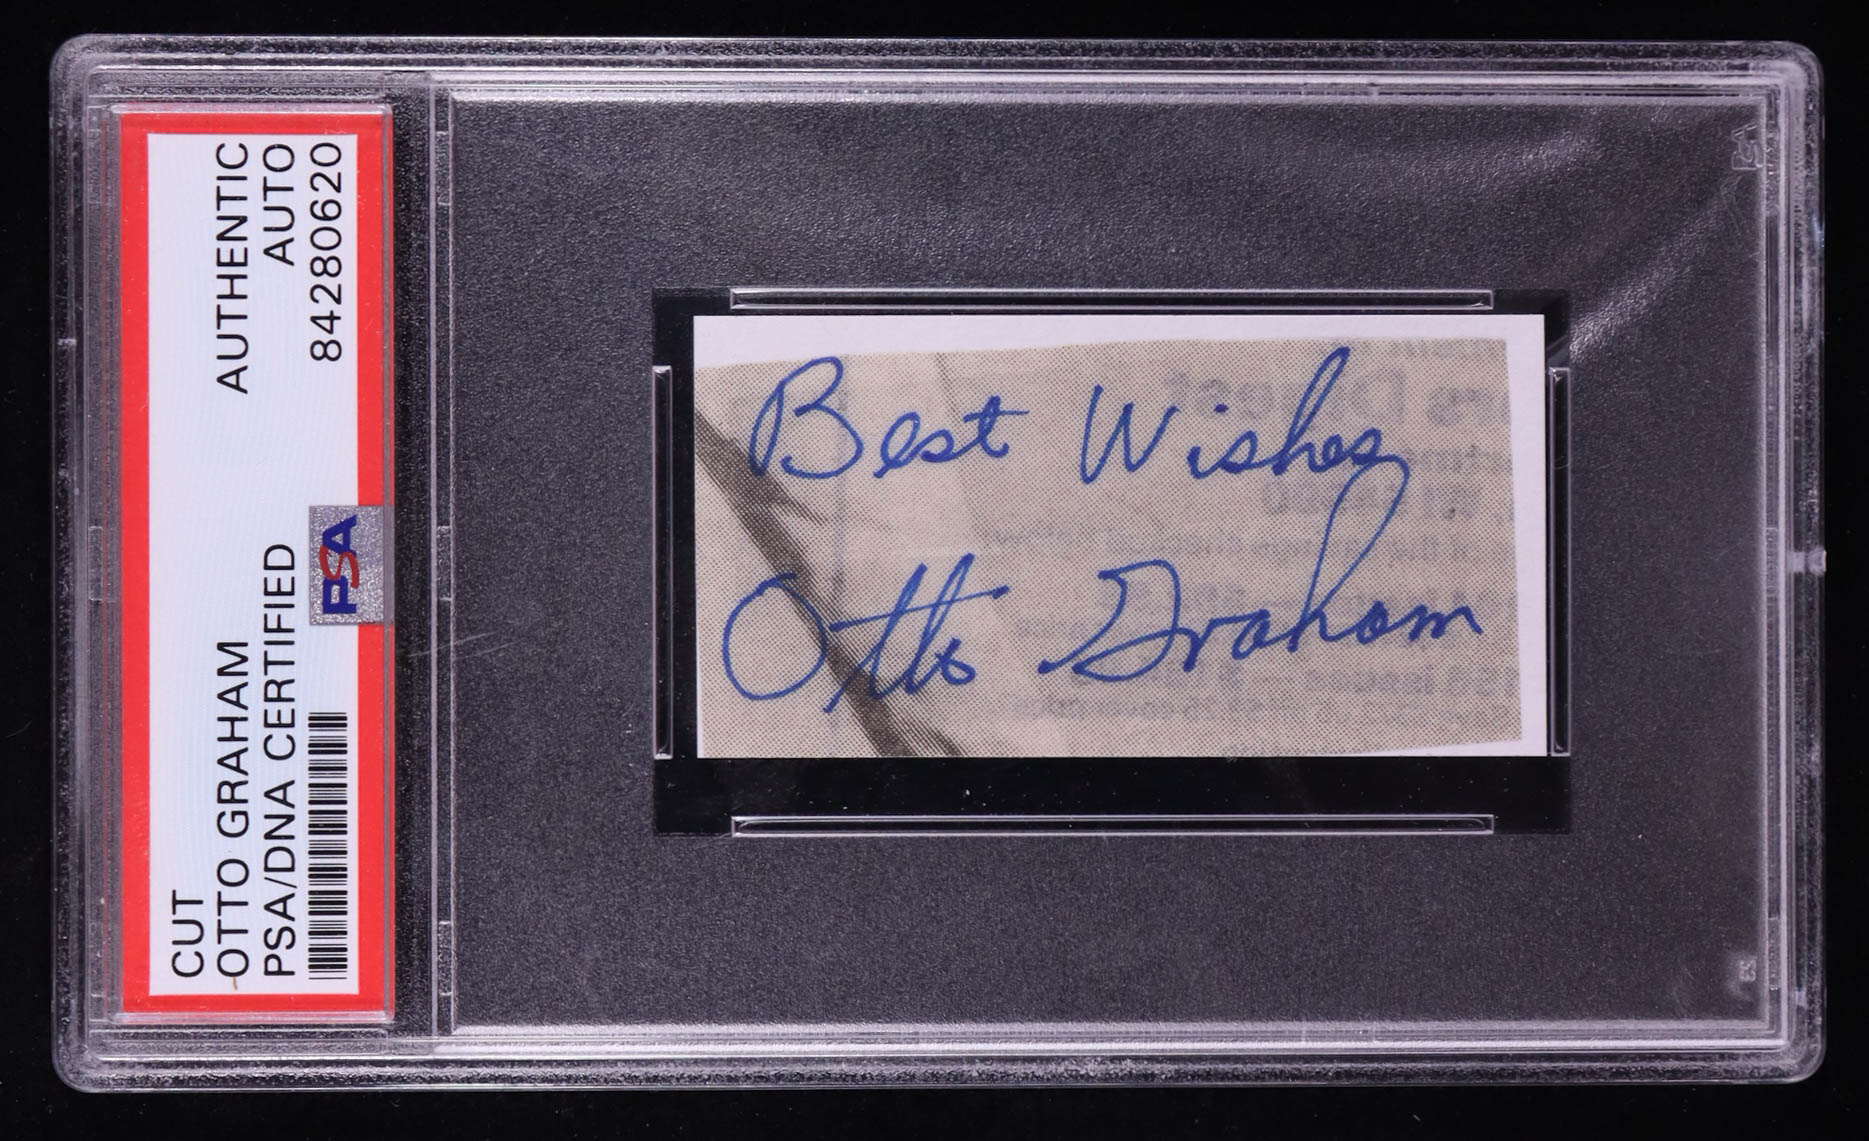 CUT
OTTO GRAHAM
PSA/DNA CERTIFIED
AUTHENTIC
AUTO
84280620
PSA
Best Wishes
Otto Graham